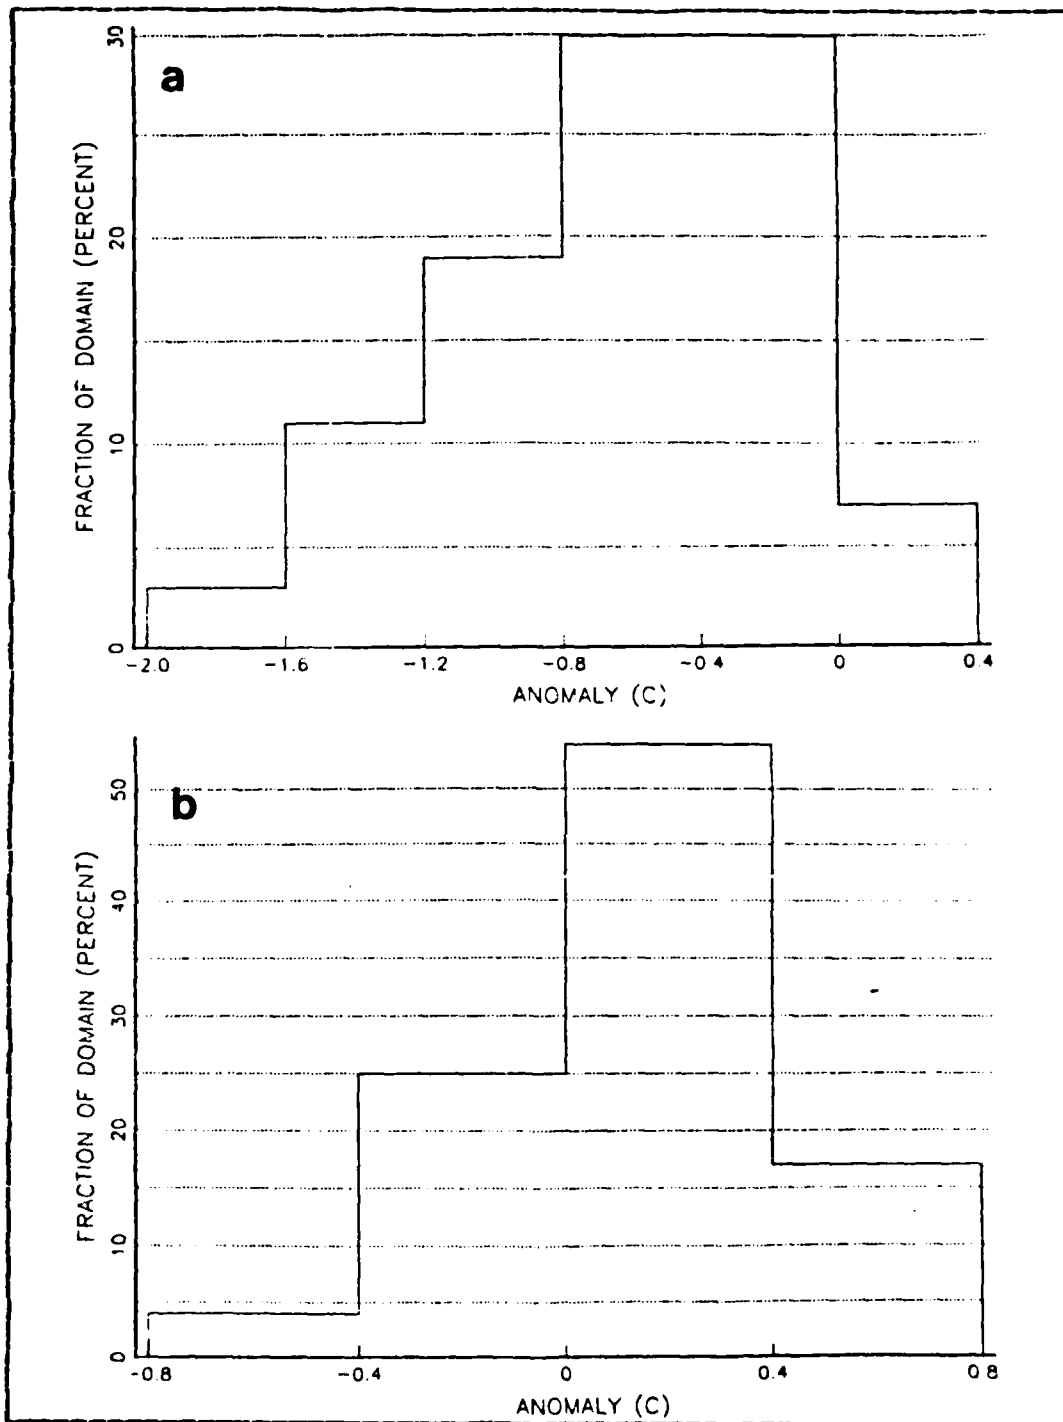 a
FRACTION OF DOMAIN (PERCENT)
30
20
10
0
-2.0 -1.6 -1.2 -0.8 -0.4 0 0.4
ANOMALY (C)
b
FRACTION OF DOMAIN (PERCENT)
50
40
30
20
10
0
-0.8 -0.4 0 0.4 0.8
ANOMALY (C)